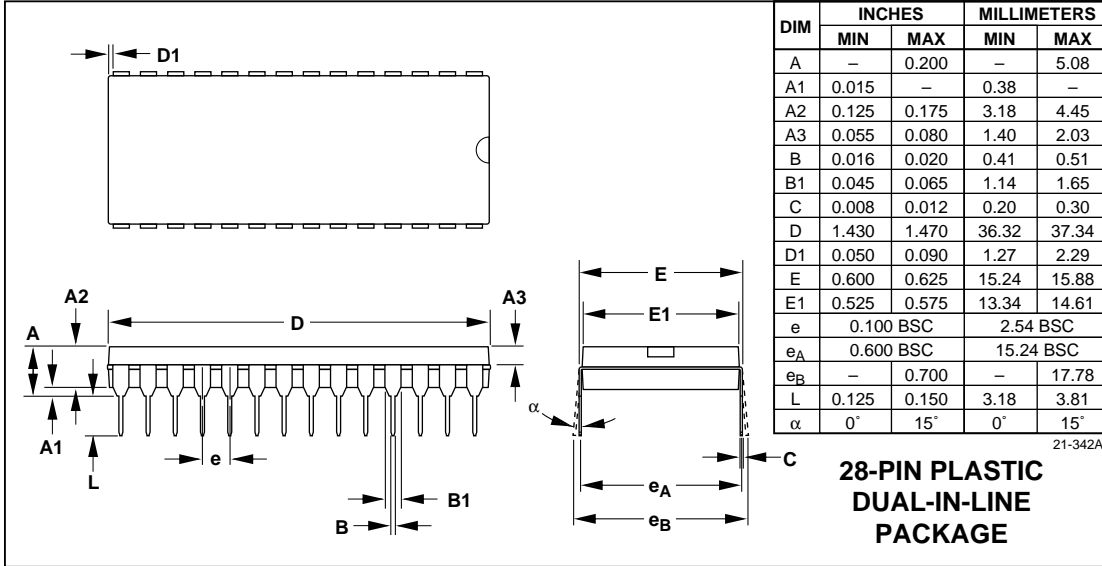 D1
A2
A3
A
D
A1
L
e
B1
B
E
E1
α
C
eA
eB
DIM INCHES MILLIMETERS
MIN MAX MIN MAX
A – 0.200 – 5.08
A1 0.015 – 0.38 –
A2 0.125 0.175 3.18 4.45
A3 0.055 0.080 1.40 2.03
B 0.016 0.020 0.41 0.51
B1 0.045 0.065 1.14 1.65
C 0.008 0.012 0.20 0.30
D 1.430 1.470 36.32 37.34
D1 0.050 0.090 1.27 2.29
E 0.600 0.625 15.24 15.88
E1 0.525 0.575 13.34 14.61
e 0.100 BSC 2.54 BSC
eA 0.600 BSC 15.24 BSC
eB – 0.700 – 17.78
L 0.125 0.150 3.18 3.81
α 0˚ 15˚ 0˚ 15˚
21-342A
28-PIN PLASTIC
DUAL-IN-LINE
PACKAGE